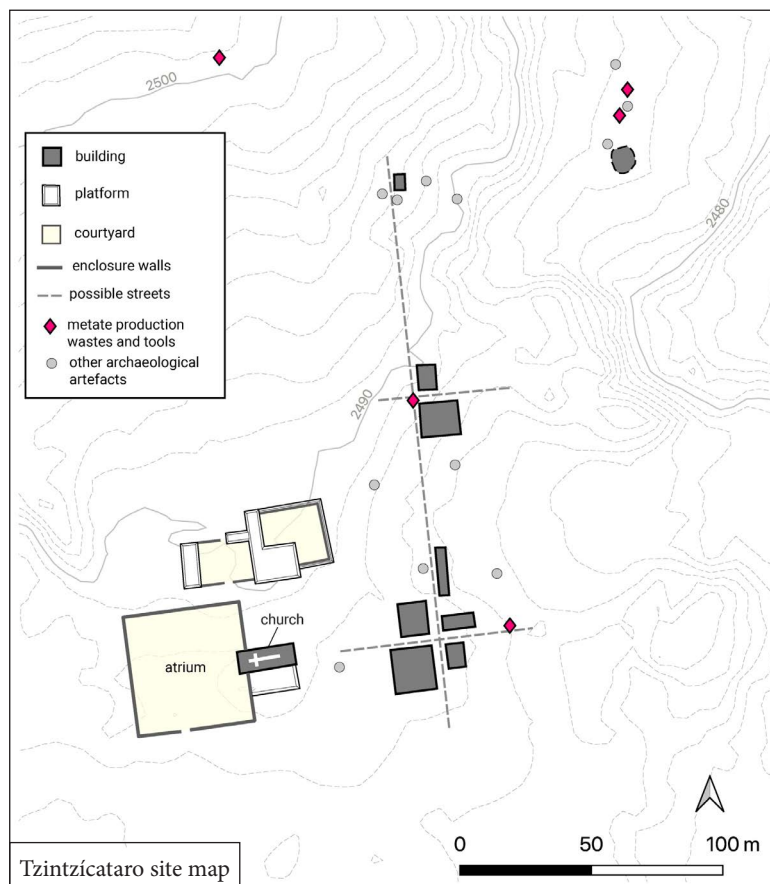 2500
building
platform
courtyard
enclosure walls
possible streets
metate production
wastes and tools
other archaeological
artefacts
2480
2490
church
atrium
0 50 100 m
Tzintzícataro site map